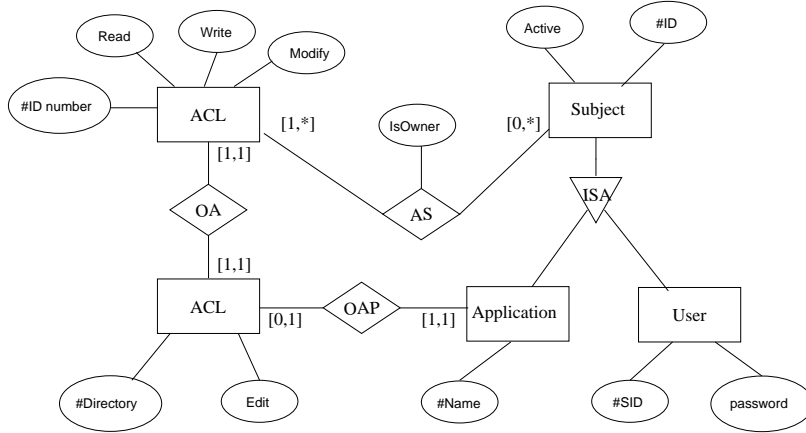 Read
Write
Modify
Active
#ID
#ID number
ACL
[1,*]
IsOwner
[0,*]
Subject
[1,1]
OA
AS
ISA
[1,1]
ACL
[0,1]
OAP
[1,1]
Application
User
#Directory
Edit
#Name
#SID
password